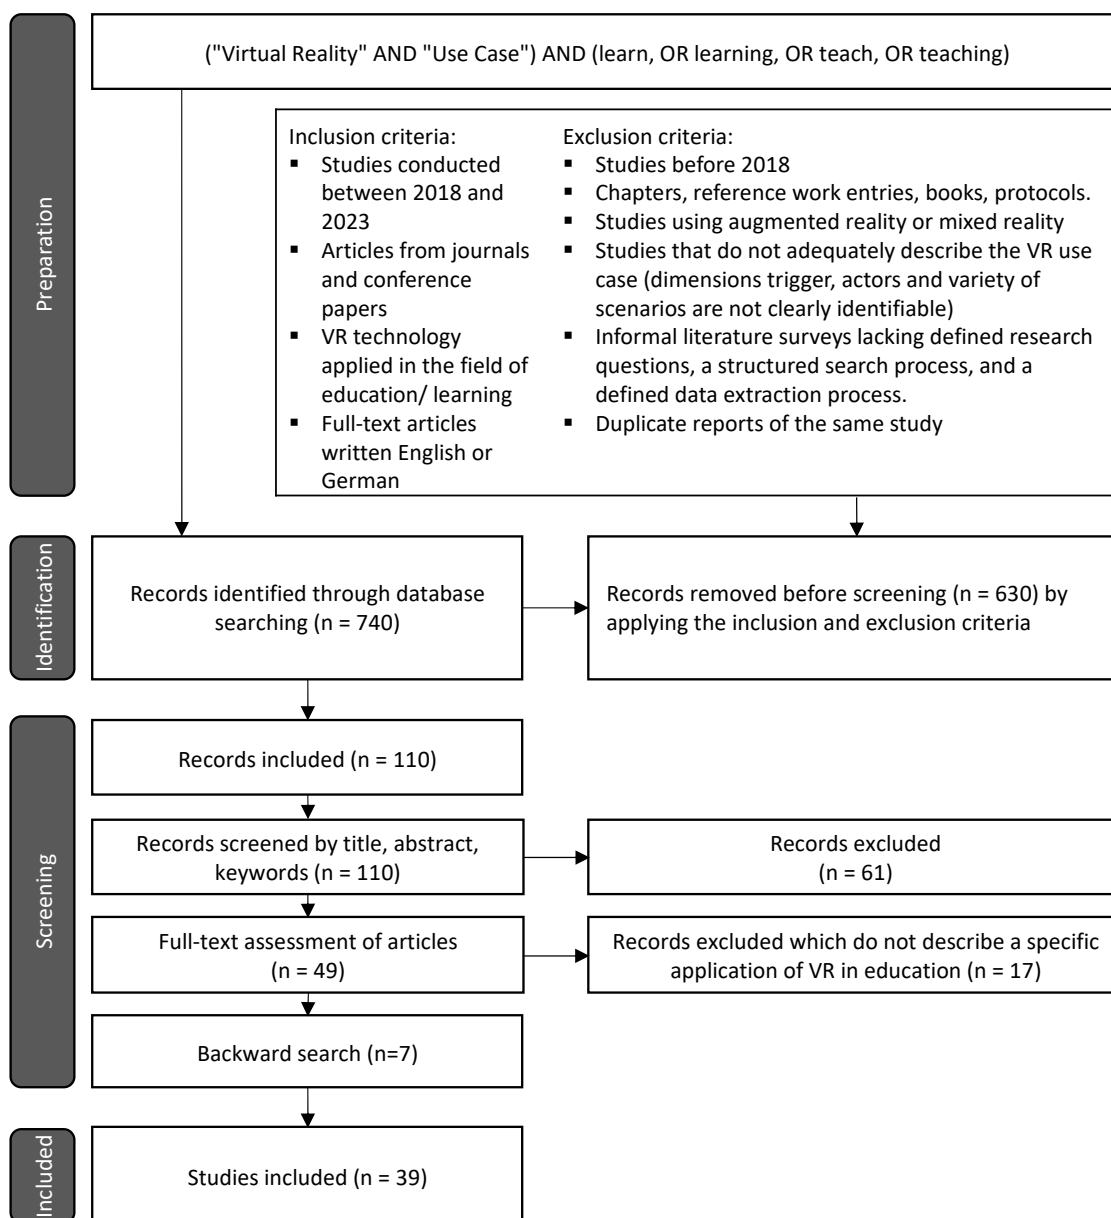 Preparation
("Virtual Reality" AND "Use Case") AND (learn, OR learning, OR teach, OR teaching)
Inclusion criteria:
▪ Studies conducted
between 2018 and
2023
▪ Articles from journals
and conference
papers
▪ VR technology
applied in the field of
education/ learning
▪ Full-text articles
written English or
German
Exclusion criteria:
▪ Studies before 2018
▪ Chapters, reference work entries, books, protocols.
▪ Studies using augmented reality or mixed reality
▪ Studies that do not adequately describe the VR use
case (dimensions trigger, actors and variety of
scenarios are not clearly identifiable)
▪ Informal literature surveys lacking defined research
questions, a structured search process, and a
defined data extraction process.
▪ Duplicate reports of the same study
Identification
Records identified through database
searching (n = 740)
Records removed before screening (n = 630) by
applying the inclusion and exclusion criteria
Screening
Records included (n = 110)
Records screened by title, abstract,
keywords (n = 110)
Records excluded
(n = 61)
Full-text assessment of articles
(n = 49)
Records excluded which do not describe a specific
application of VR in education (n = 17)
Backward search (n=7)
Included
Studies included (n = 39)